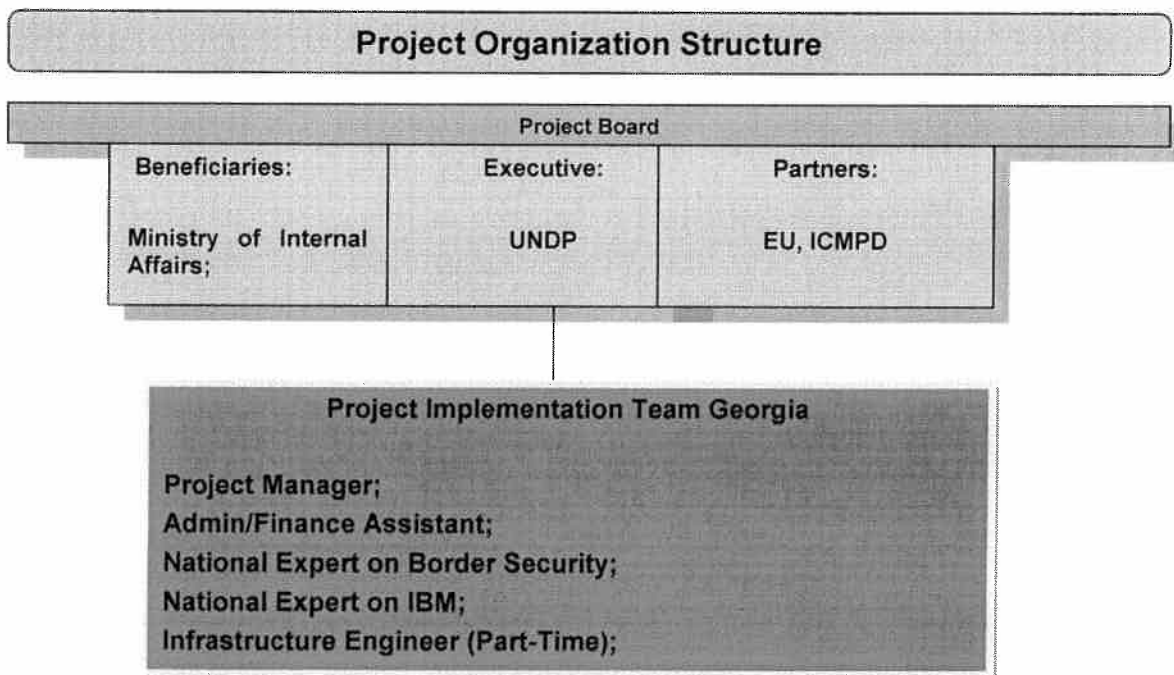 Project Organization Structure
Project Board
Beneficiaries:
Ministry of Internal
Affairs;
Executive:
UNDP
Partners:
EU, ICMPD
Project Implementation Team Georgia
Project Manager;
Admin/Finance Assistant;
National Expert on Border Security;
National Expert on IBM;
Infrastructure Engineer (Part-Time);